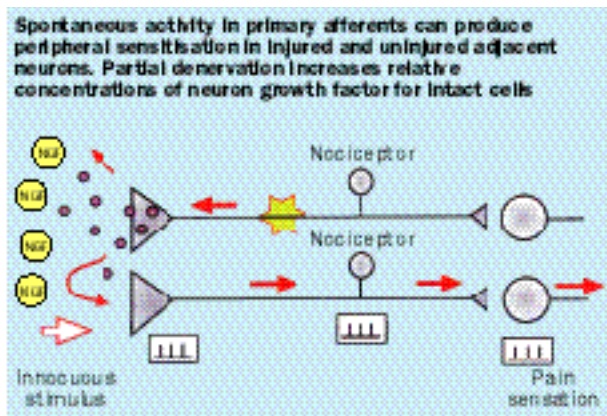 Spontaneous activity in primary afferents can produce
peripheral sensitisation in injured and uninjured adjacent
neurons. Partial denervation increases relative
concentrations of neuron growth factor for intact cells
NGF
Nociceptor
NGF
NGF
Nociceptor
NGF
Innocuous
stimulus
Pain
sensation